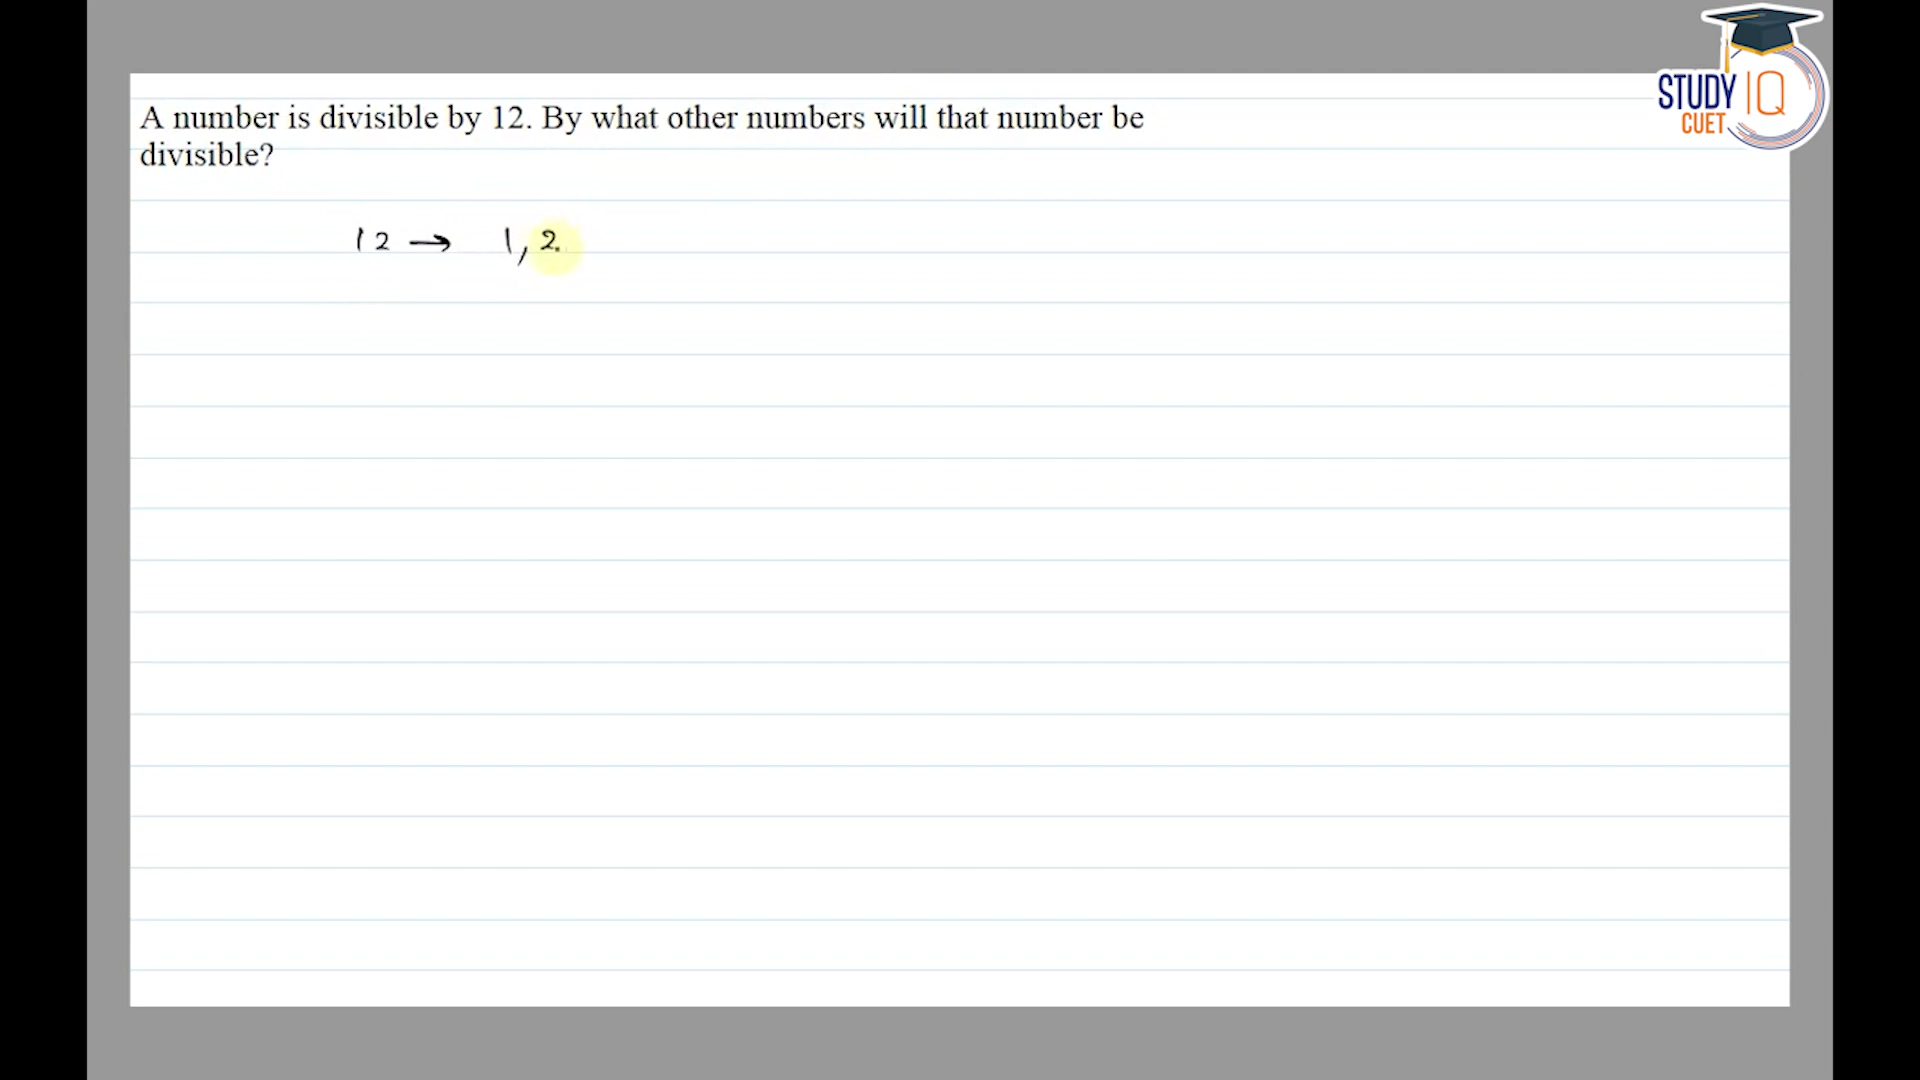 STUDY IQ
CUET
A number is divisible by 12. By what other numbers will that number be
divisible?
12 → 1, 2